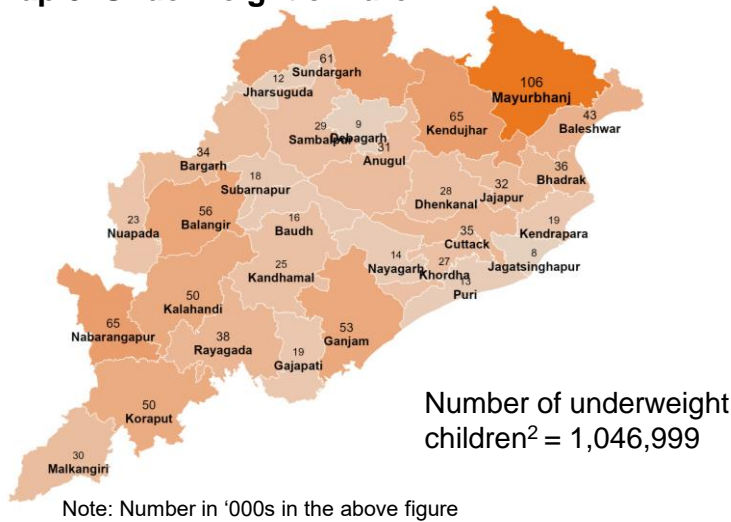 61
Sundargarh
12
Jharsuguda
106
Mayurbhanj
65
Kendujhar
43
Baleshwar
29
Sambalpur
9
Debagarh
31
Anugul
34
Bargarh
18
Subarnapur
28
Dhenkanal
32
Jajapur
36
Bhadrak
23
Nuapada
56
Balangir
16
Baudh
35
Cuttack
19
Kendrapara
14
Nayagarh
27
Khordha
8
Jagatsinghapur
13
Puri
25
Kandhamal
50
Kalahandi
65
Nabarangapur
38
Rayagada
19
Gajapati
53
Ganjam
50
Koraput
30
Malkangiri
Number of underweight
children² = 1,046,999
Note: Number in ‘000s in the above figure